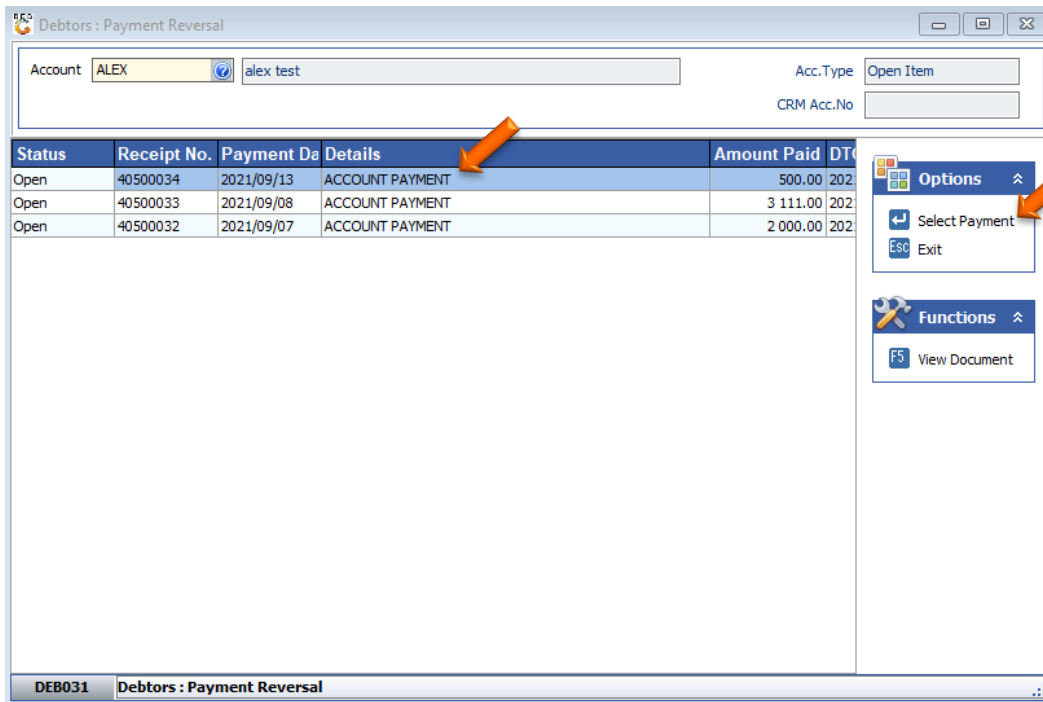 Debtors : Payment Reversal
Account ALEX alex test Acc.Type Open Item
CRM Acc.No
Status Receipt No. Payment Da Details Amount Paid DT
Open 40500034 2021/09/13 ACCOUNT PAYMENT 500.00 202
Open 40500033 2021/09/08 ACCOUNT PAYMENT 3 111.00 202
Open 40500032 2021/09/07 ACCOUNT PAYMENT 2 000.00 202
Options
Select Payment
Esc Exit
Functions
F5 View Document
DEB031 Debtors : Payment Reversal